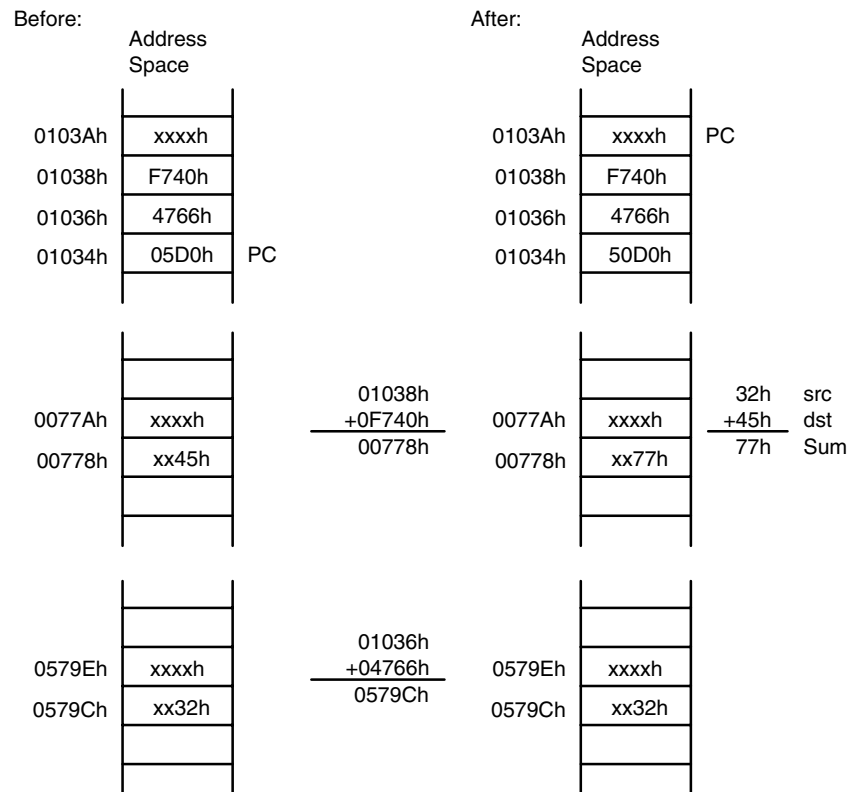 Before:
Address
Space
0103Ah xxxxh
01038h F740h
01036h 4766h
01034h 05D0h PC
0077Ah xxxxh
00778h xx45h
01038h
+0F740h
00778h
0579Eh xxxxh
0579Ch xx32h
01036h
+04766h
0579Ch
After:
Address
Space
0103Ah xxxxh PC
01038h F740h
01036h 4766h
01034h 50D0h
0077Ah xxxxh
00778h xx77h
32h src
+45h dst
77h Sum
0579Eh xxxxh
0579Ch xx32h